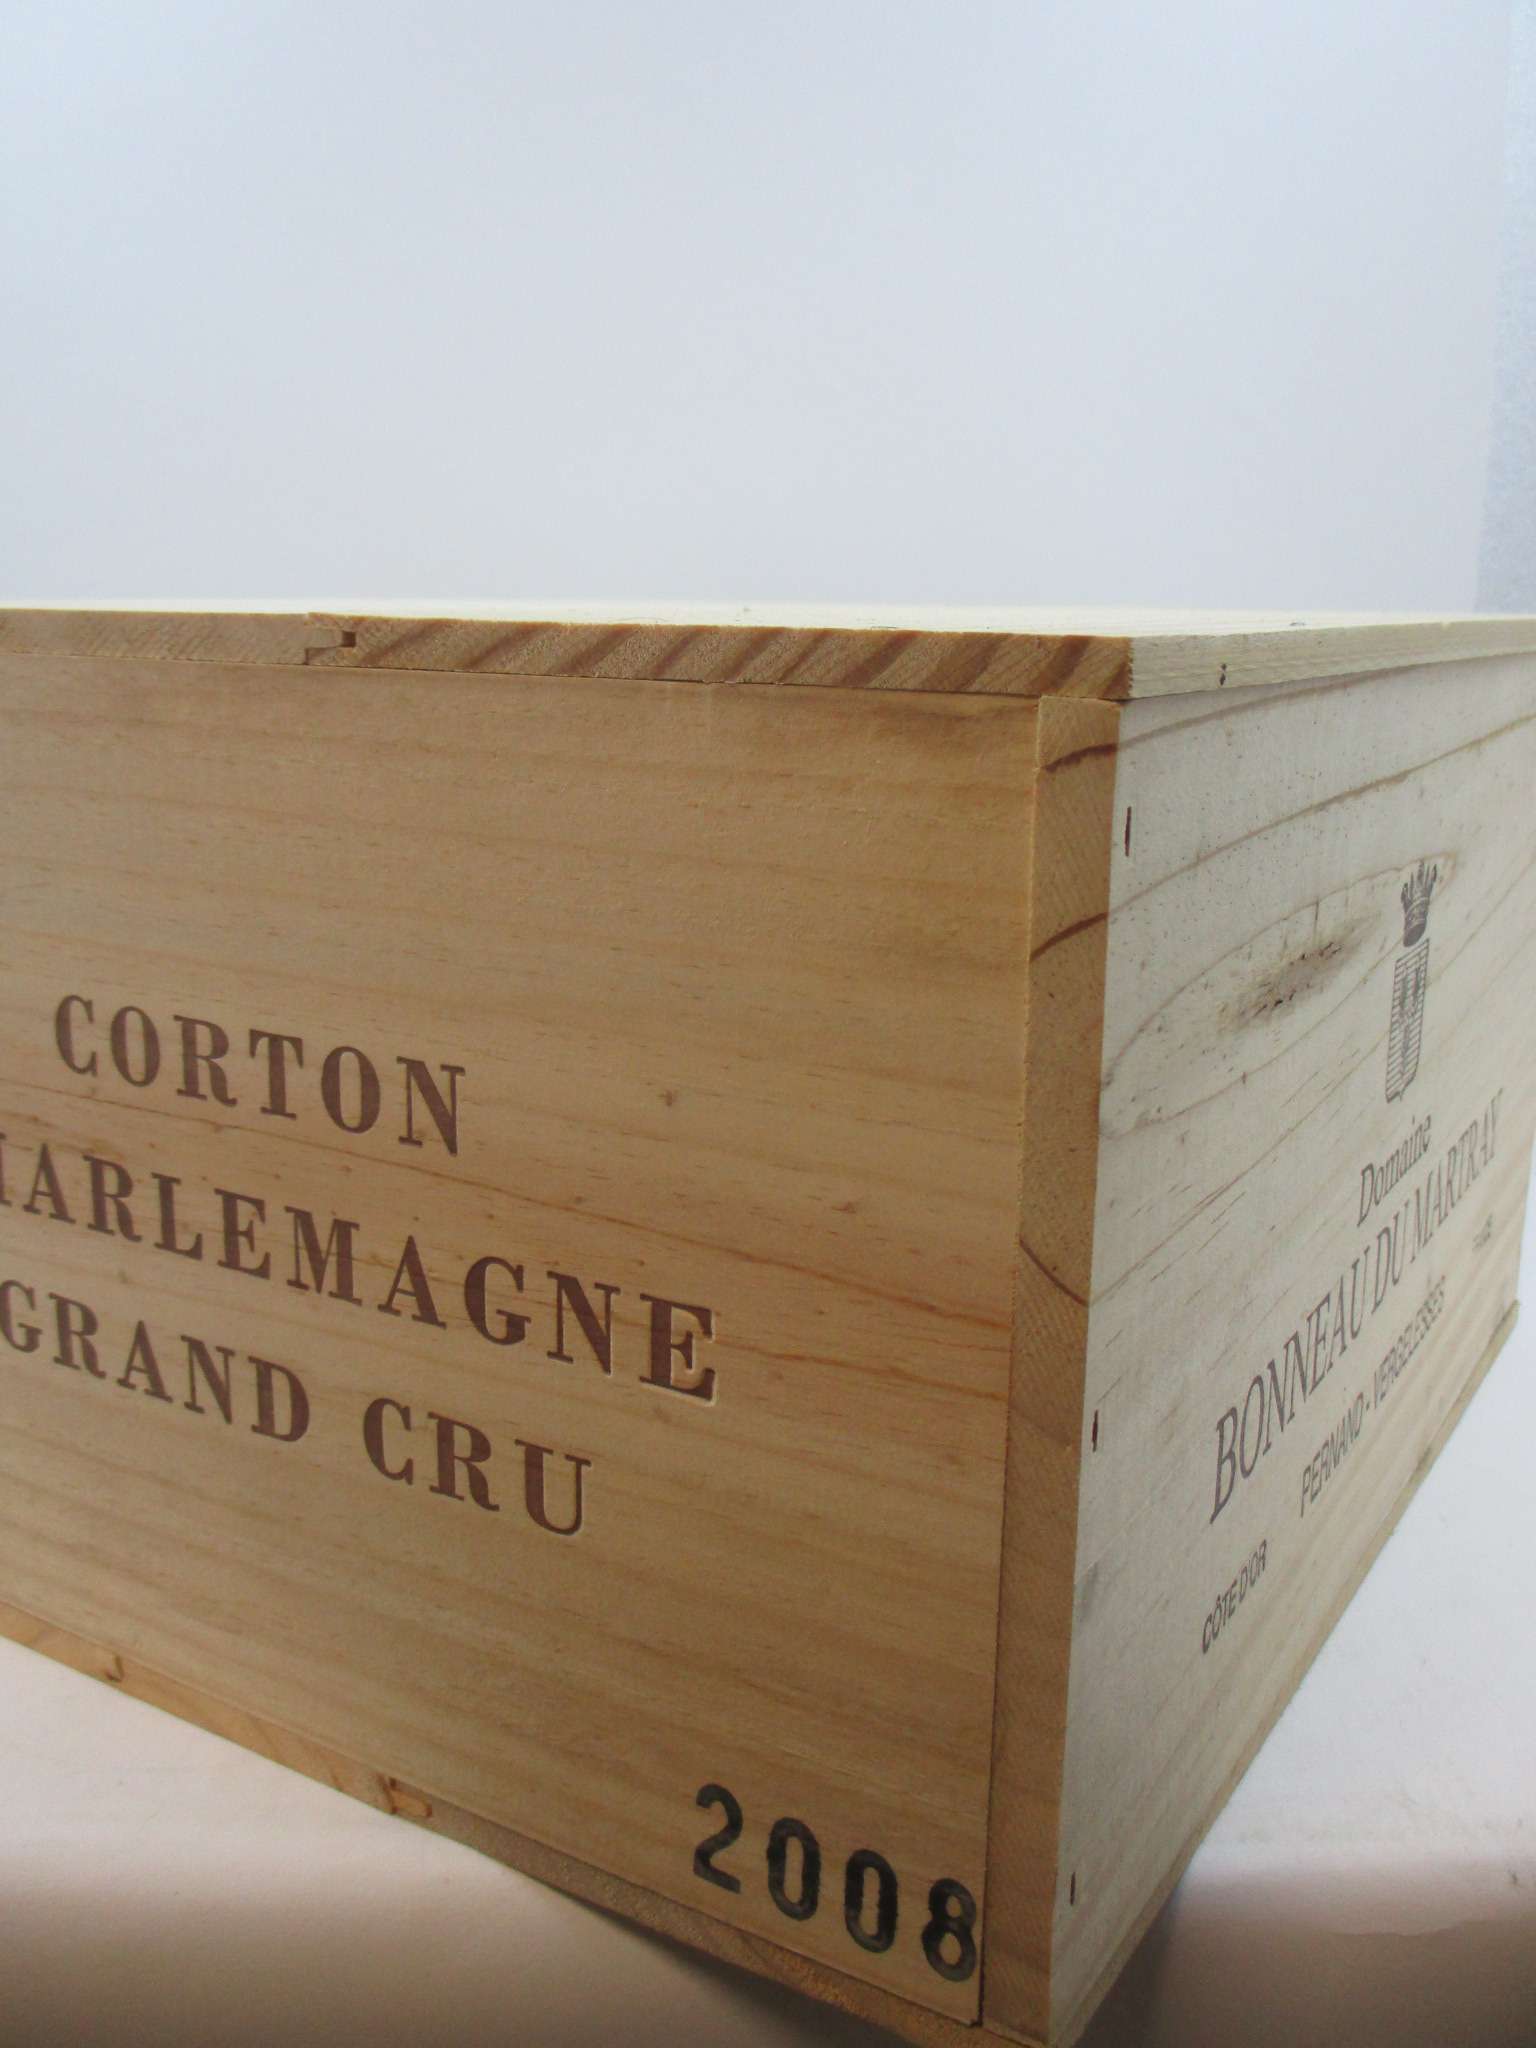 CORTON
HARLEMAGNE
GRAND CRU
2008
Domaine
BONNEAU DU MARTRAY
PERNAND-VERGELESSES
CÔTE D'OR